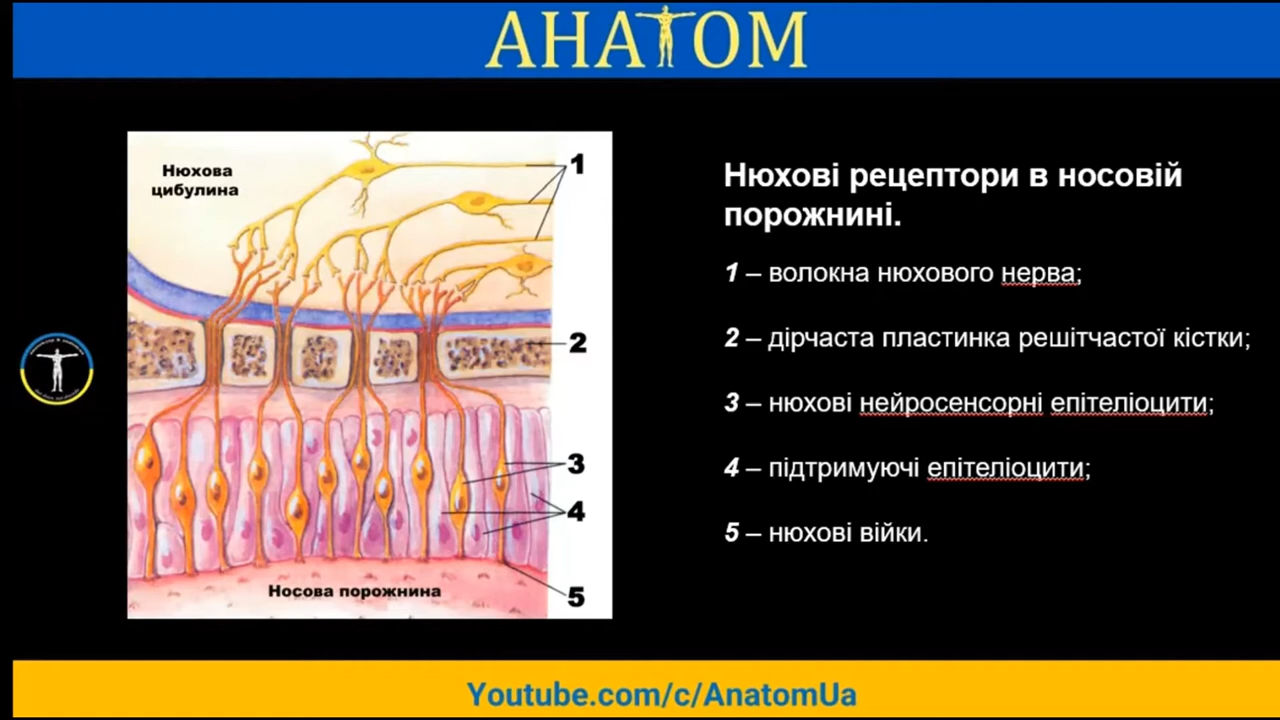 АНАТОМ
Нюхова
цибулина
1
2
3
4
5
Носова порожнина
Нюхові рецептори в носовій
порожнині.
1 – волокна нюхового нерва;
2 – дірчаста пластинка решітчастої кістки;
3 – нюхові нейросенсорні епітеліоцити;
4 – підтримуючі епітеліоцити;
5 – нюхові війки.
Youtube.com/c/AnatomUa